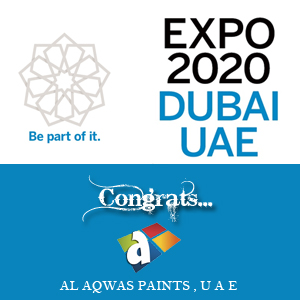 EXPO
2020
DUBAI
UAE
Be part of it.
Congrats...
a
AL AQWAS PAINTS , U A E